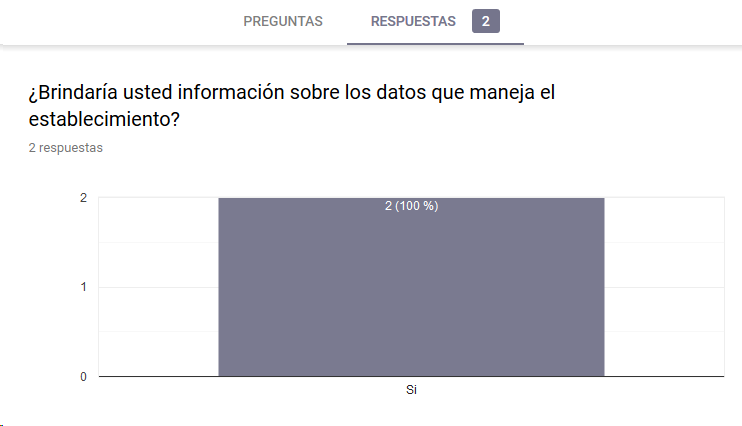 PREGUNTAS RESPUESTAS 2
¿Brindaría usted información sobre los datos que maneja el
establecimiento?
2 respuestas
2
2 (100 %)
1
0
Si